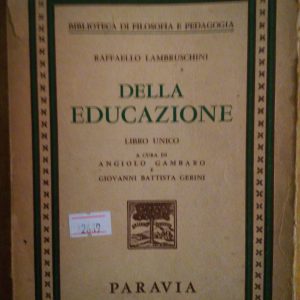 BIBLIOTECA DI FILOSOFIA E PEDAGOGIA
RAFFAELLO LAMBRUSCHINI
DELLA
EDUCAZIONE
LIBRO UNICO
A CURA DI
ANGIOLO GAMBARO
E
GIOVANNI BATTISTA GERINI
PARAVIA